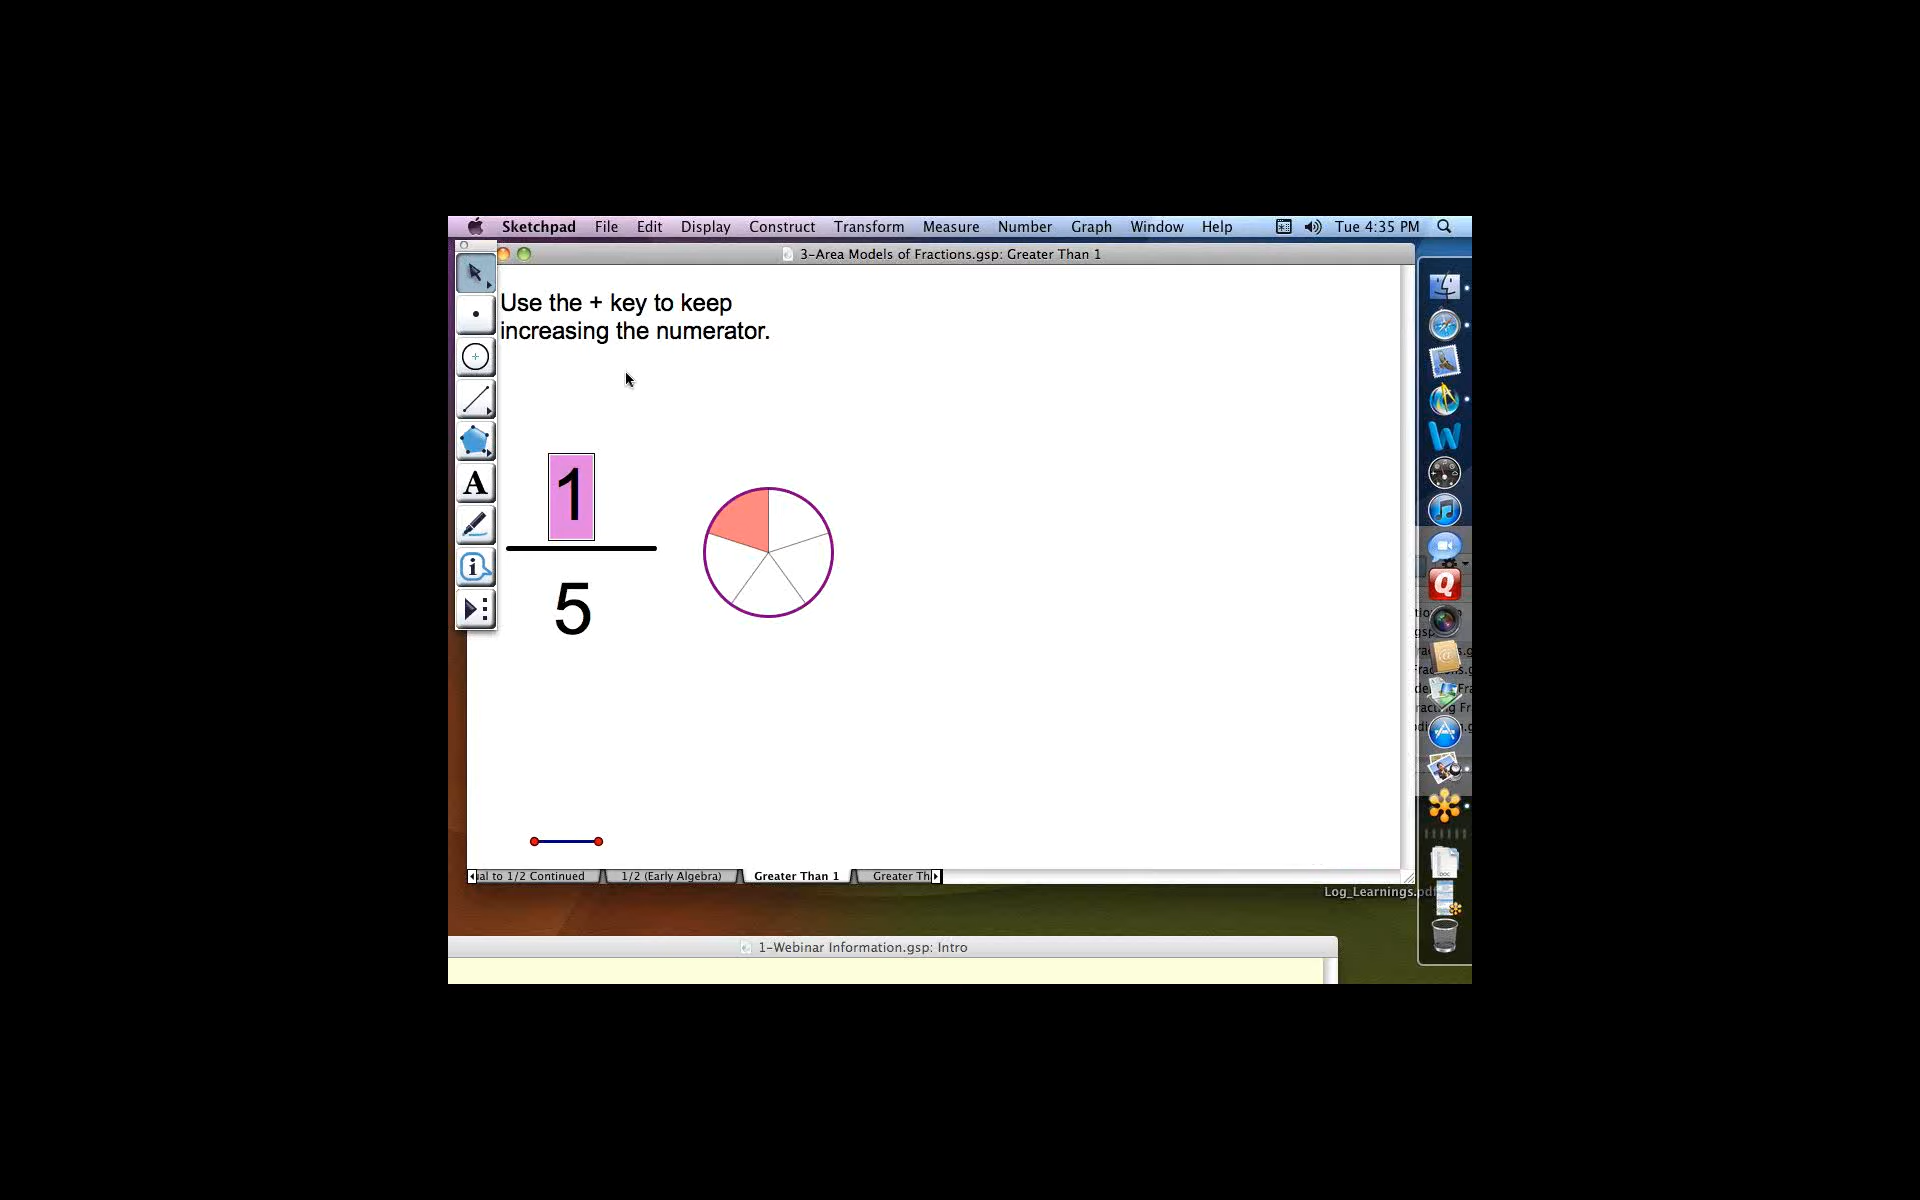 Sketchpad File Edit Display Construct Transform Measure Number Graph Window Help Tue 4:35 PM
3-Area Models of Fractions.gsp: Greater Than 1
Use the + key to keep
increasing the numerator.
1
5
A
ual to 1/2 Continued 1/2 (Early Algebra) Greater Than 1 Greater Th
Log_Learnings.pd
1-Webinar Information.gsp: Intro